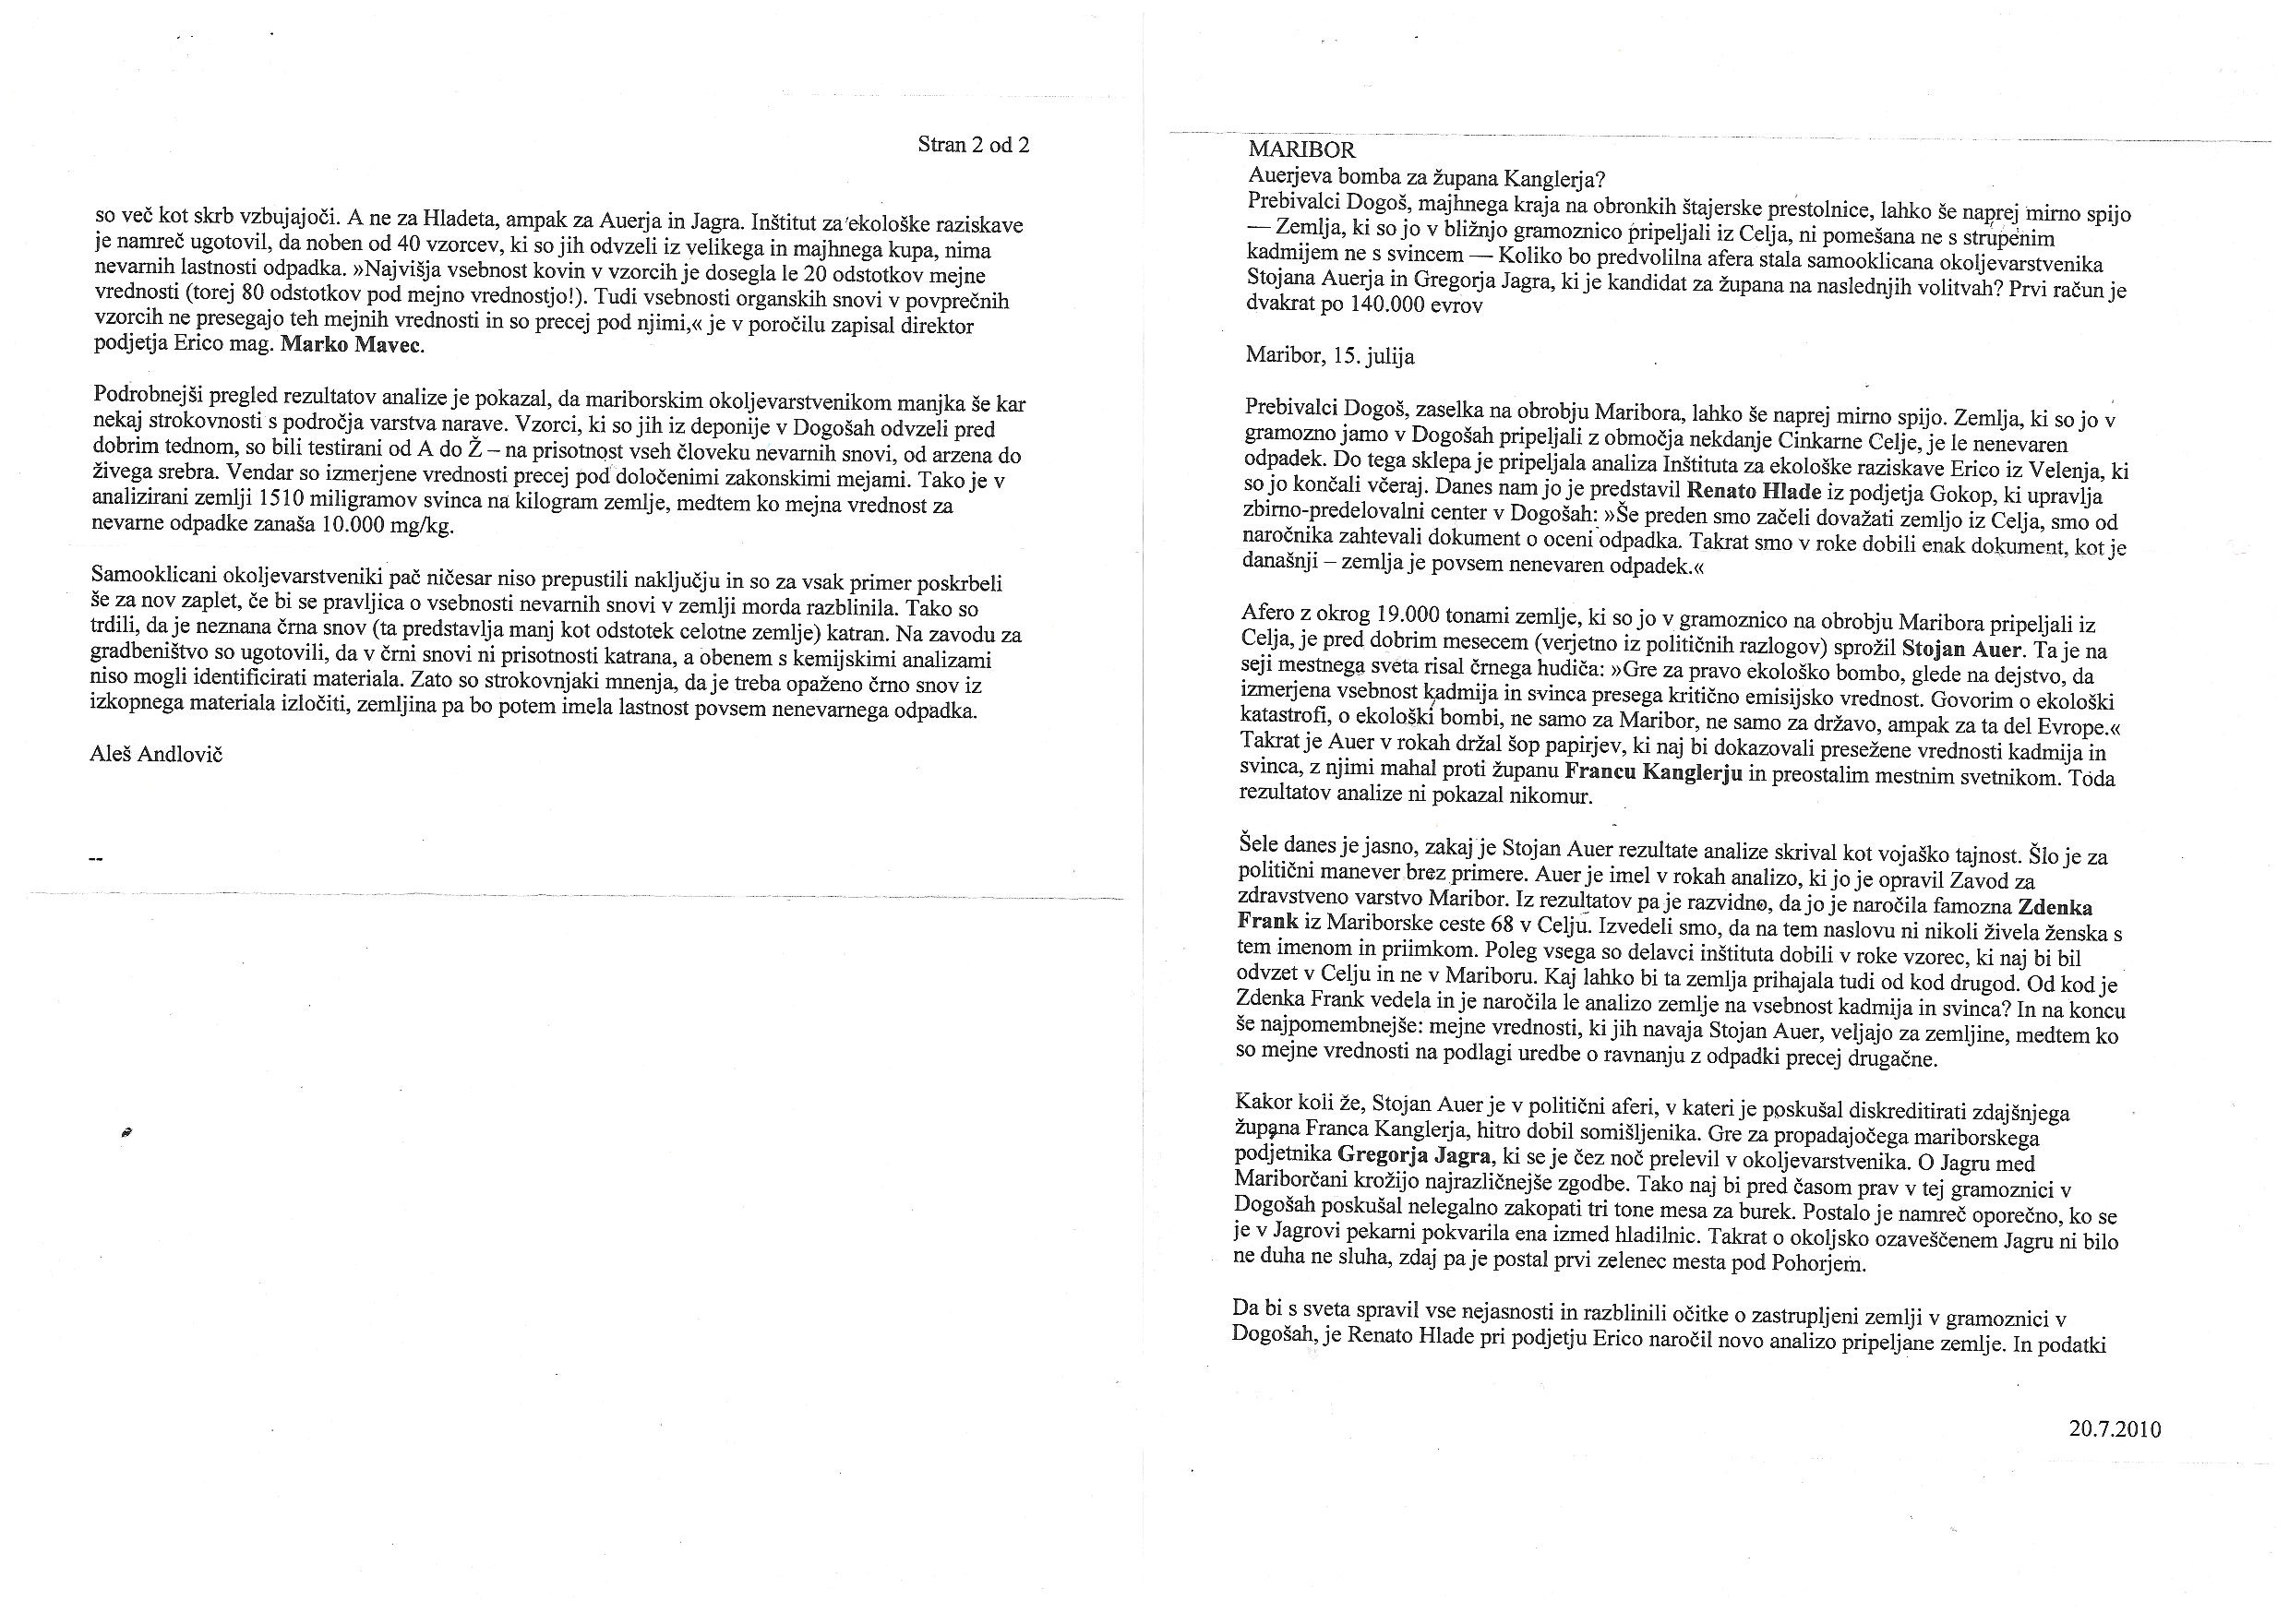 Stran 2 od 2
so več kot skrb vzbujajoči. A ne za Hladeta, ampak za Auerja in Jagra. Inštitut za ekološke raziskave
je namreč ugotovil, da noben od 40 vzorcev, ki so jih odvzeli iz velikega in majhnega kupa, nima
nevarnih lastnosti odpadka. »Najvišja vsebnost kovin v vzorcih je dosegla le 20 odstotkov mejne
vrednosti (torej 80 odstotkov pod mejno vrednostjo!). Tudi vsebnosti organskih snovi v povprečnih
vzorcih ne presegajo teh mejnih vrednosti in so precej pod njimi,« je v poročilu zapisal direktor
podjetja Erico mag. Marko Mavec.
Podrobnejši pregled rezultatov analize je pokazal, da mariborskim okoljevarstvenikom manjka še kar
nekaj strokovnosti s področja varstva narave. Vzorci, ki so jih iz deponije v Dogošah odvzeli pred
dobrim tednom, so bili testirani od A do Ž – na prisotnost vseh človeku nevarnih snovi, od arzena do
živega srebra. Vendar so izmerjene vrednosti precej pod določenimi zakonskimi mejami. Tako je v
analizirani zemlji 1510 miligramov svinca na kilogram zemlje, medtem ko mejna vrednost za
nevarne odpadke zanaša 10.000 mg/kg.
Samooklicani okoljevarstveniki pač ničesar niso prepustili naključju in so za vsak primer poskrbeli
še za nov zaplet, če bi se pravljica o vsebnosti nevarnih snovi v zemlji morda razblinila. Tako so
trdili, da je neznana črna snov (ta predstavlja manj kot odstotek celotne zemlje) katran. Na zavodu za
gradbeništvo so ugotovili, da v črni snovi ni prisotnosti katrana, a obenem s kemijskimi analizami
niso mogli identificirati materiala. Zato so strokovnjaki mnenja, da je treba opaženo črno snov iz
izkopnega materiala izločiti, zemljina pa bo potem imela lastnost povsem nenevarnega odpadka.
Aleš Andlovič
--
MARIBOR
Auerjeva bomba za župana Kanglerja?
Prebivalci Dogoš, majhnega kraja na obronkih štajerske prestolnice, lahko še naprej mirno spijo
— Zemlja, ki so jo v bližnjo gramoznico pripeljali iz Celja, ni pomešana ne s strupenim
kadmijem ne s svincem — Koliko bo predvolilna afera stala samooklicana okoljevarstvenika
Stojana Auerja in Gregorja Jagra, ki je kandidat za župana na naslednjih volitvah? Prvi račun je
dvakrat po 140.000 evrov
Maribor, 15. julija
Prebivalci Dogoš, zaselka na obrobju Maribora, lahko še naprej mirno spijo. Zemlja, ki so jo v
gramozno jamo v Dogošah pripeljali z območja nekdanje Cinkarne Celje, je le nenevaren
odpadek. Do tega sklepa je pripeljala analiza Inštituta za ekološke raziskave Erico iz Velenja, ki
so jo končali včeraj. Danes nam jo je predstavil Renato Hlade iz podjetja Gokop, ki upravlja
zbirno-predelovalni center v Dogošah: »Še preden smo začeli dovažati zemljo iz Celja, smo od
naročnika zahtevali dokument o oceni odpadka. Takrat smo v roke dobili enak dokument, kot je
današnji – zemlja je povsem nenevaren odpadek.«
Afero z okrog 19.000 tonami zemlje, ki so jo v gramoznico na obrobju Maribora pripeljali iz
Celja, je pred dobrim mesecem (verjetno iz političnih razlogov) sprožil Stojan Auer. Ta je na
seji mestnega sveta risal črnega hudiča: »Gre za pravo ekološko bombo, glede na dejstvo, da
izmerjena vsebnost kadmija in svinca presega kritično emisijsko vrednost. Govorim o ekološki
katastrofi, o ekološki bombi, ne samo za Maribor, ne samo za državo, ampak za ta del Evrope.«
Takrat je Auer v rokah držal šop papirjev, ki naj bi dokazovali presežene vrednosti kadmija in
svinca, z njimi mahal proti županu Francu Kanglerju in preostalim mestnim svetnikom. Toda
rezultatov analize ni pokazal nikomur.
Šele danes je jasno, zakaj je Stojan Auer rezultate analize skrival kot vojaško tajnost. Šlo je za
politični manever brez primere. Auer je imel v rokah analizo, ki jo je opravil Zavod za
zdravstveno varstvo Maribor. Iz rezultatov pa je razvidno, da jo je naročila famozna Zdenka
Frank iz Mariborske ceste 68 v Celju. Izvedeli smo, da na tem naslovu ni nikoli živela ženska s
tem imenom in priimkom. Poleg vsega so delavci inštituta dobili v roke vzorec, ki naj bi bil
odvzet v Celju in ne v Mariboru. Kaj lahko bi ta zemlja prihajala tudi od kod drugod. Od kod je
Zdenka Frank vedela in je naročila le analizo zemlje na vsebnost kadmija in svinca? In na koncu
še najpomembnejše: mejne vrednosti, ki jih navaja Stojan Auer, veljajo za zemljine, medtem ko
so mejne vrednosti na podlagi uredbe o ravnanju z odpadki precej drugačne.
Kakor koli že, Stojan Auer je v politični aferi, v kateri je poskušal diskreditirati zdajšnjega
župana Franca Kanglerja, hitro dobil somišljenika. Gre za propadajočega mariborskega
podjetnika Gregorja Jagra, ki se je čez noč prelevil v okoljevarstvenika. O Jagru med
Mariborčani krožijo najrazličnejše zgodbe. Tako naj bi pred časom prav v tej gramoznici v
Dogošah poskušal nelegalno zakopati tri tone mesa za burek. Postalo je namreč oporečno, ko se
je v Jagrovi pekarni pokvarila ena izmed hladilnic. Takrat o okoljsko ozaveščenem Jagru ni bilo
ne duha ne sluha, zdaj pa je postal prvi zelenec mesta pod Pohorjem.
Da bi s sveta spravil vse nejasnosti in razblinili očitke o zastrupljeni zemlji v gramoznici v
Dogošah, je Renato Hlade pri podjetju Erico naročil novo analizo pripeljane zemlje. In podatki
20.7.2010